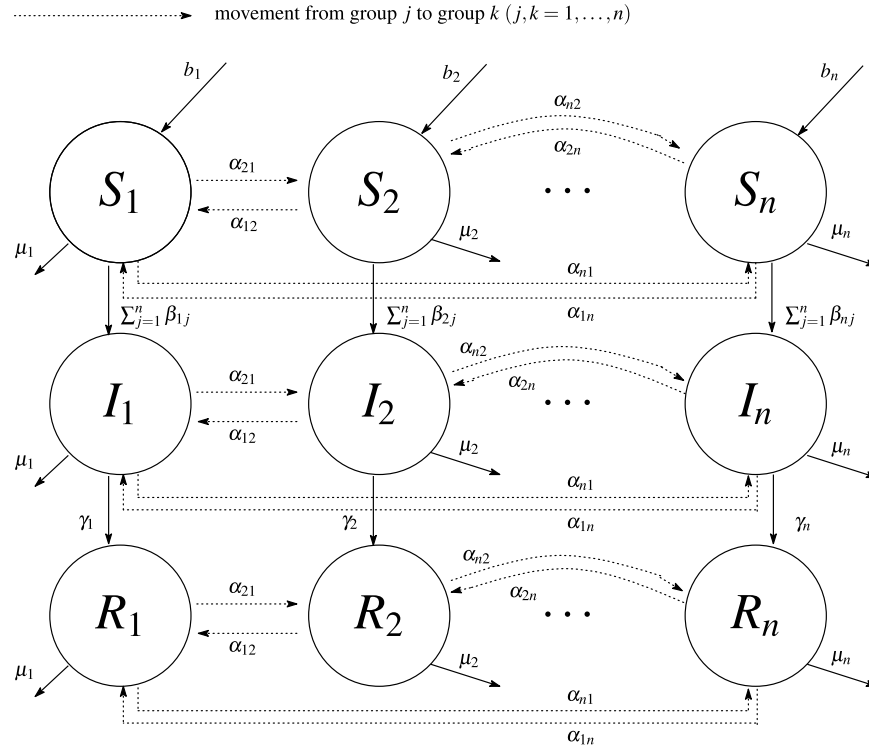 movement from group j to group k (j,k = 1,…,n)
b₁ b₂ bₙ
αₙ₂
α₂₁ α₂ₙ
S₁ S₂ ··· Sₙ
α₁₂
μ₁ μ₂ μₙ
αₙ₁
α₁ₙ
∑ⁿⱼ₌₁ β₁ⱼ ∑ⁿⱼ₌₁ β₂ⱼ ∑ⁿⱼ₌₁ βₙⱼ
αₙ₂
α₂₁ α₂ₙ
I₁ I₂ ··· Iₙ
α₁₂
μ₁ μ₂ μₙ
αₙ₁
γ₁ γ₂ α₁ₙ γₙ
αₙ₂
α₂₁ α₂ₙ
R₁ R₂ ··· Rₙ
α₁₂
μ₁ μ₂ μₙ
αₙ₁
α₁ₙ